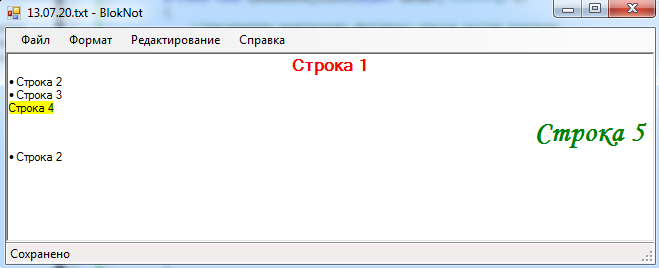 13.07.20.txt - BlokNot
Файл Формат Редактирование Справка
Строка 1
• Строка 2
• Строка 3
Строка 4
Строка 5
• Строка 2
Сохранено